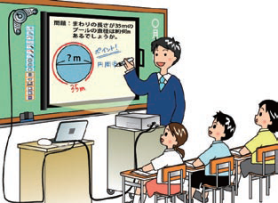 問題：まわりの長さが35mの
プールの直径は約何m
あるでしょうか。
ポイント！
?m
円周
35m